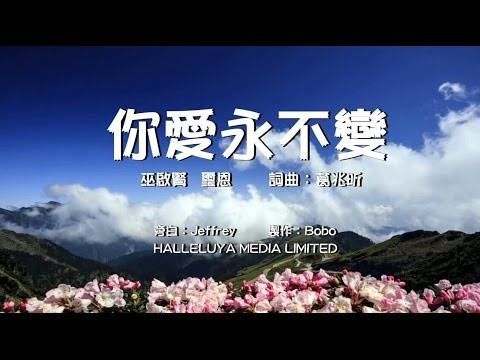 你愛永不變
巫啟賢 璽恩 詞曲：葛兆昕
旁白：Jeffrey 製作：Bobo
HALLELUYA MEDIA LIMITED